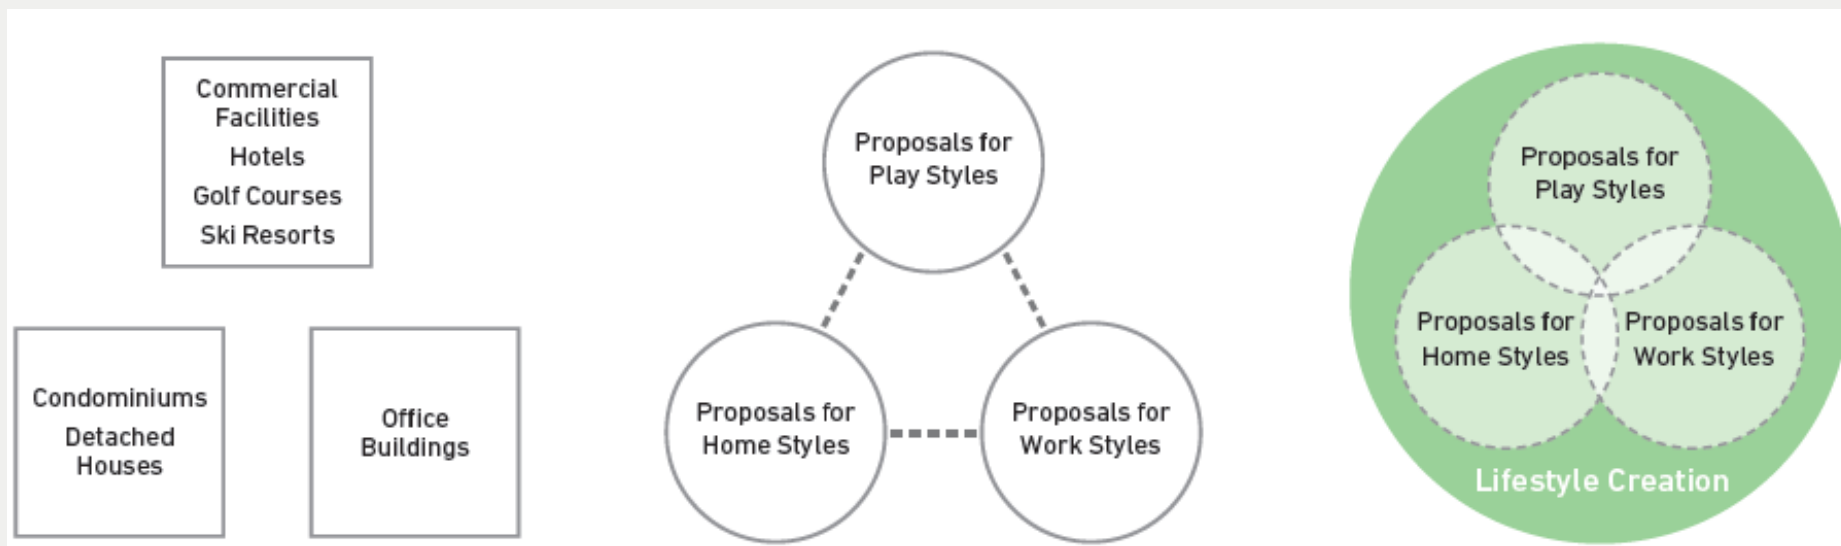 Commercial
Facilities
Hotels
Golf Courses
Ski Resorts
Condominiums
Detached
Houses
Office
Buildings
Proposals for
Play Styles
Proposals for
Home Styles
Proposals for
Work Styles
Proposals for
Play Styles
Proposals for
Home Styles
Proposals for
Work Styles
Lifestyle Creation